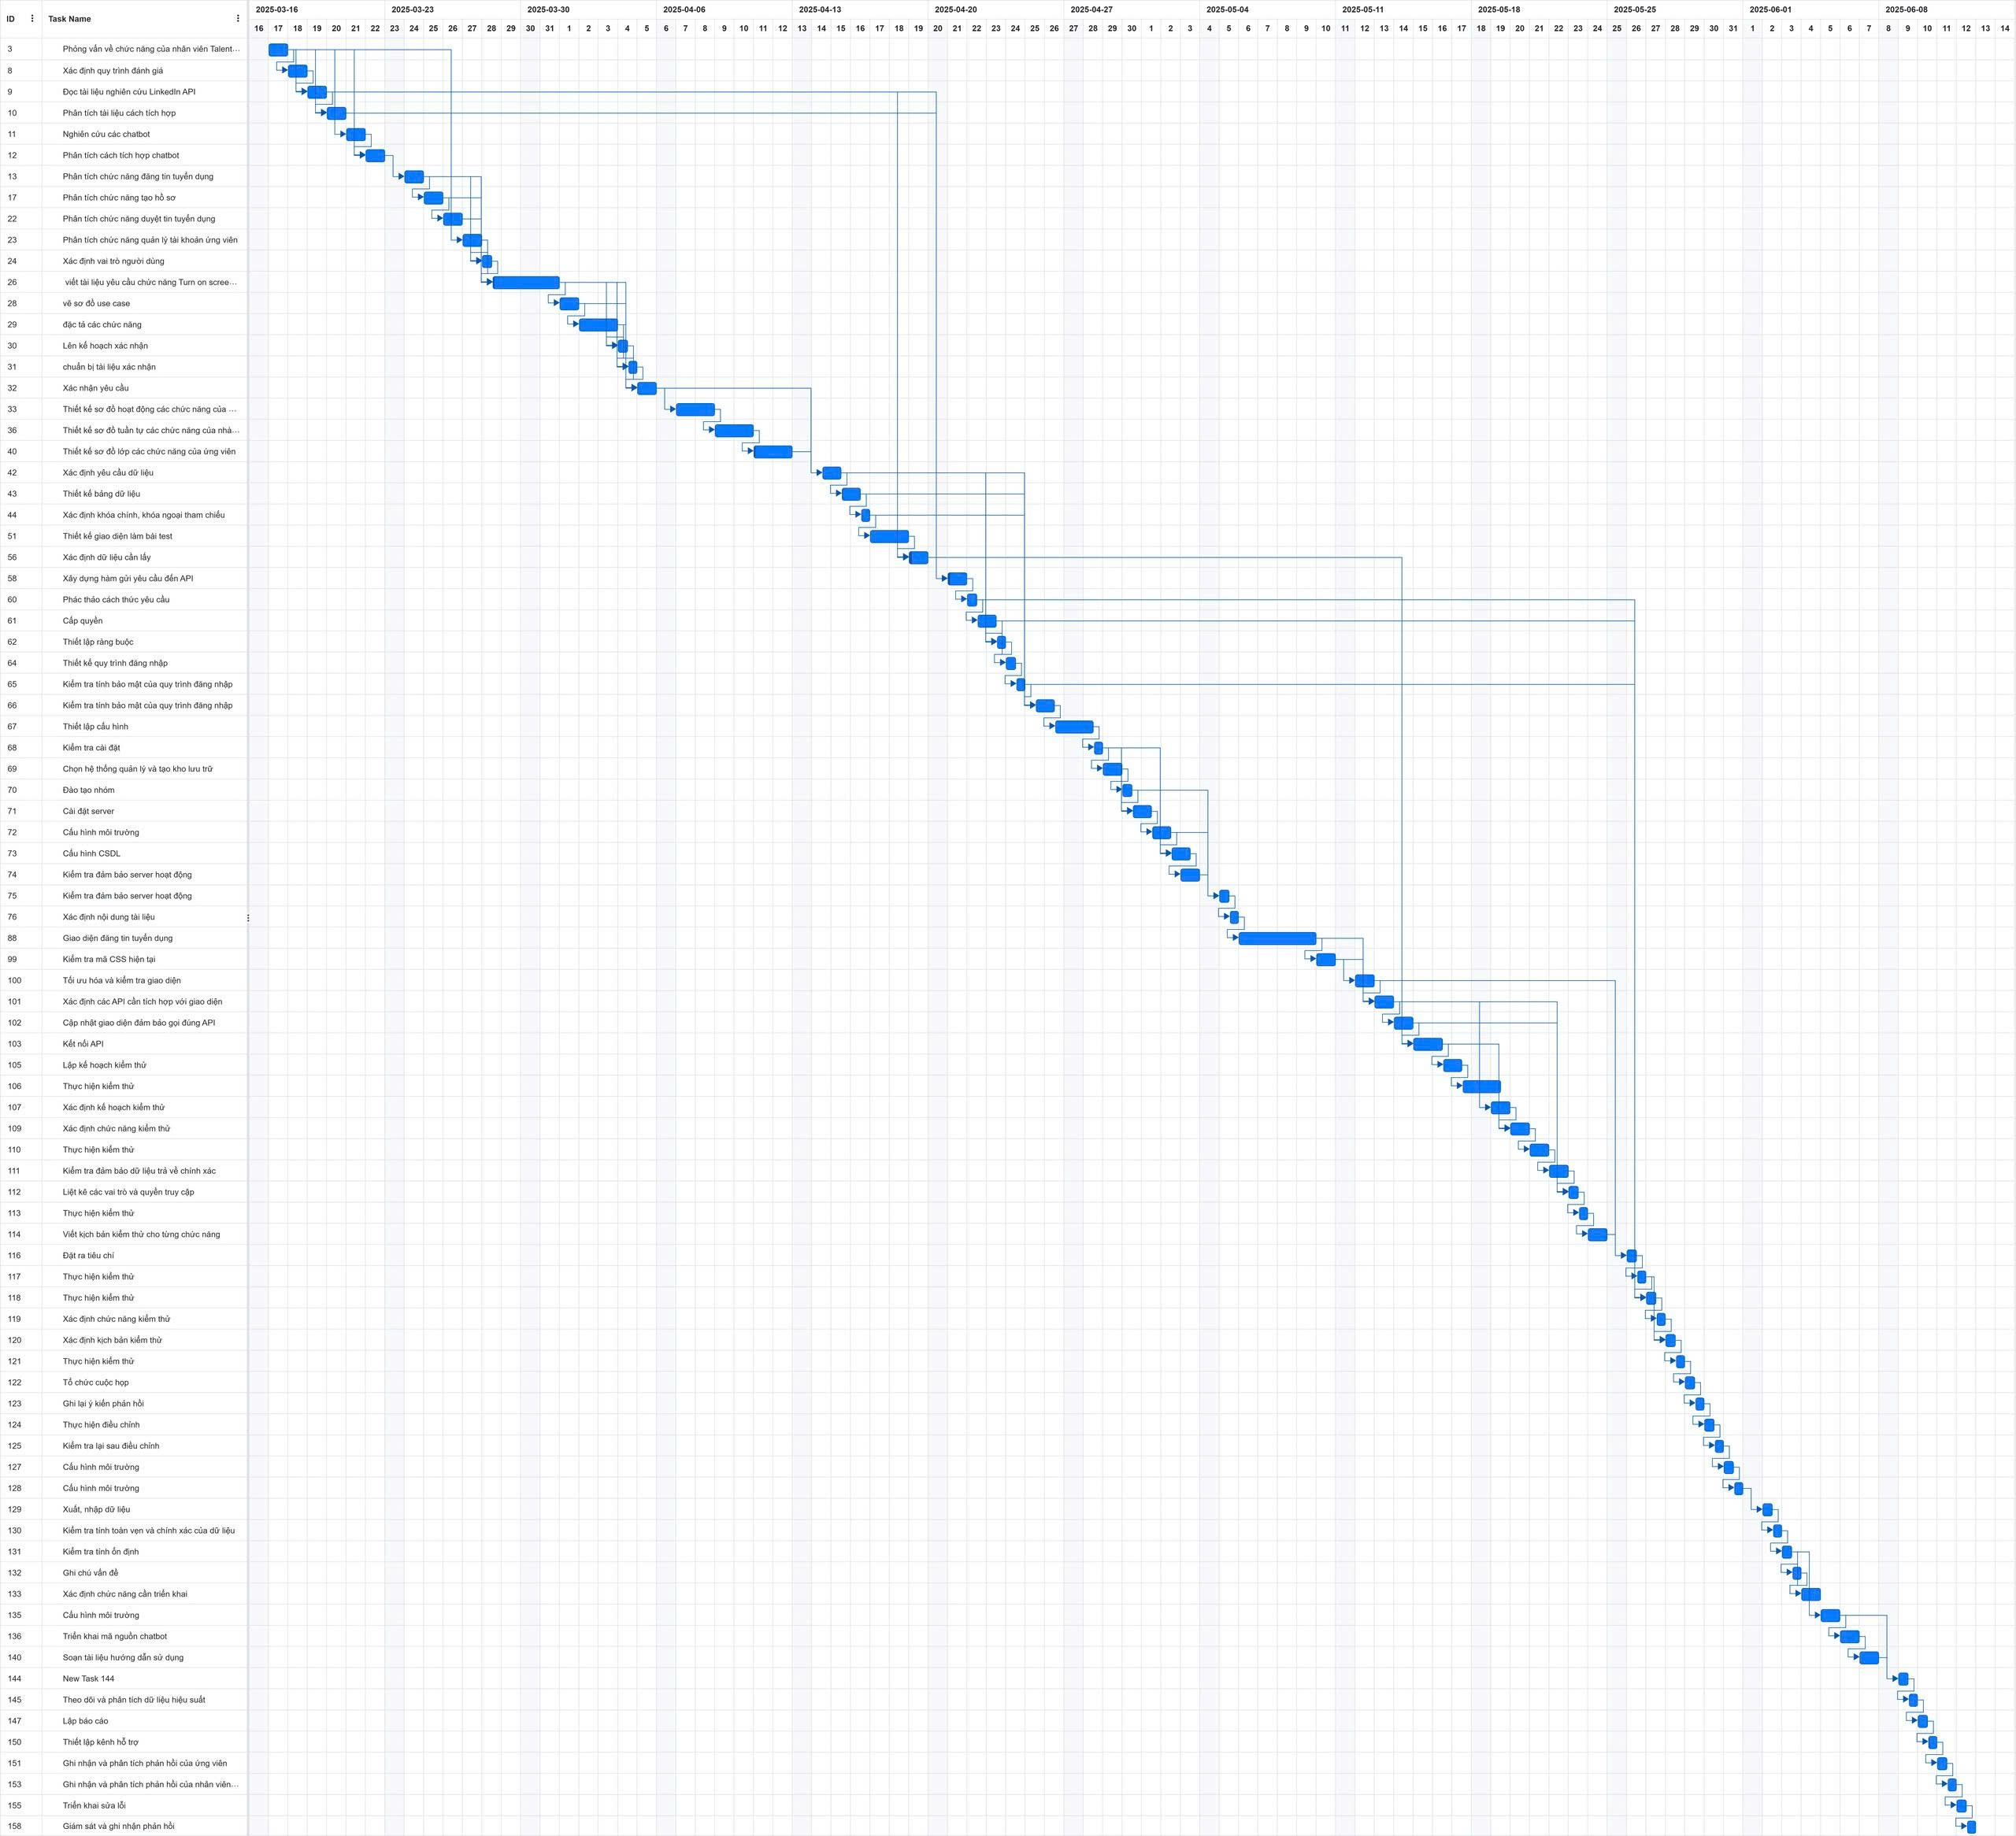 ID Task Name 2025-03-16 2025-03-23 2025-03-30 2025-04-06 2025-04-13 2025-04-20 2025-04-27 2025-05-04 2025-05-11 2025-05-18 2025-05-25 2025-06-01 2025-06-08
16 17 18 19 20 21 22 23 24 25 26 27 28 29 30 31 1 2 3 4 5 6 7 8 9 10 11 12 13 14 15 16 17 18 19 20 21 22 23 24 25 26 27 28 29 30 1 2 3 4 5 6 7 8 9 10 11 12 13 14 15 16 17 18 19 20 21 22 23 24 25 26 27 28 29 30 31 1 2 3 4 5 6 7 8 9 10 11 12 13 14
3 Phỏng vấn về chức năng của nhân viên Talent...
8 Xác định quy trình đánh giá
9 Đọc tài liệu nghiên cứu LinkedIn API
10 Phân tích tài liệu cách tích hợp
11 Nghiên cứu các chatbot
12 Phân tích cách tích hợp chatbot
13 Phân tích chức năng đăng tin tuyển dụng
17 Phân tích chức năng tạo hồ sơ
22 Phân tích chức năng duyệt tin tuyển dụng
23 Phân tích chức năng quản lý tài khoản ứng viên
24 Xác định vai trò người dùng
26 viết tài liệu yêu cầu chức năng Turn on scree...
28 vẽ sơ đồ use case
29 đặc tả các chức năng
30 Lên kế hoạch xác nhận
31 chuẩn bị tài liệu xác nhận
32 Xác nhận yêu cầu
33 Thiết kế sơ đồ hoạt động các chức năng của ...
36 Thiết kế sơ đồ tuần tự các chức năng của nhà...
40 Thiết kế sơ đồ lớp các chức năng của ứng viên
42 Xác định yêu cầu dữ liệu
43 Thiết kế bảng dữ liệu
44 Xác định khóa chính, khóa ngoại tham chiếu
51 Thiết kế giao diện làm bài test
56 Xác định dữ liệu cần lấy
58 Xây dựng hàm gửi yêu cầu đến API
60 Phác thảo cách thức yêu cầu
61 Cấp quyền
62 Thiết lập ràng buộc
64 Thiết kế quy trình đăng nhập
65 Kiểm tra tính bảo mật của quy trình đăng nhập
66 Kiểm tra tính bảo mật của quy trình đăng nhập
67 Thiết lập cấu hình
68 Kiểm tra cài đặt
69 Chọn hệ thống quản lý và tạo kho lưu trữ
70 Đào tạo nhóm
71 Cài đặt server
72 Cấu hình môi trường
73 Cấu hình CSDL
74 Kiểm tra đảm bảo server hoạt động
75 Kiểm tra đảm bảo server hoạt động
76 Xác định nội dung tài liệu
88 Giao diện đăng tin tuyển dụng
99 Kiểm tra mã CSS hiện tại
100 Tối ưu hóa và kiểm tra giao diện
101 Xác định các API cần tích hợp với giao diện
102 Cập nhật giao diện đảm bảo gọi đúng API
103 Kết nối API
105 Lập kế hoạch kiểm thử
106 Thực hiện kiểm thử
107 Xác định kế hoạch kiểm thử
109 Xác định chức năng kiểm thử
110 Thực hiện kiểm thử
111 Kiểm tra đảm bảo dữ liệu trả về chính xác
112 Liệt kê các vai trò và quyền truy cập
113 Thực hiện kiểm thử
114 Viết kịch bản kiểm thử cho từng chức năng
116 Đặt ra tiêu chí
117 Thực hiện kiểm thử
118 Thực hiện kiểm thử
119 Xác định chức năng kiểm thử
120 Xác định kịch bản kiểm thử
121 Thực hiện kiểm thử
122 Tổ chức cuộc họp
123 Ghi lại ý kiến phản hồi
124 Thực hiện điều chỉnh
125 Kiểm tra lại sau điều chỉnh
127 Cấu hình môi trường
128 Cấu hình môi trường
129 Xuất, nhập dữ liệu
130 Kiểm tra tính toàn vẹn và chính xác của dữ liệu
131 Kiểm tra tính ổn định
132 Ghi chú vấn đề
133 Xác định chức năng cần triển khai
135 Cấu hình môi trường
136 Triển khai mã nguồn chatbot
140 Soạn tài liệu hướng dẫn sử dụng
144 New Task 144
145 Theo dõi và phân tích dữ liệu hiệu suất
147 Lập báo cáo
150 Thiết lập kênh hỗ trợ
151 Ghi nhận và phân tích phản hồi của ứng viên
153 Ghi nhận và phân tích phản hồi của nhân viên...
155 Triển khai sửa lỗi
158 Giám sát và ghi nhận phản hồi